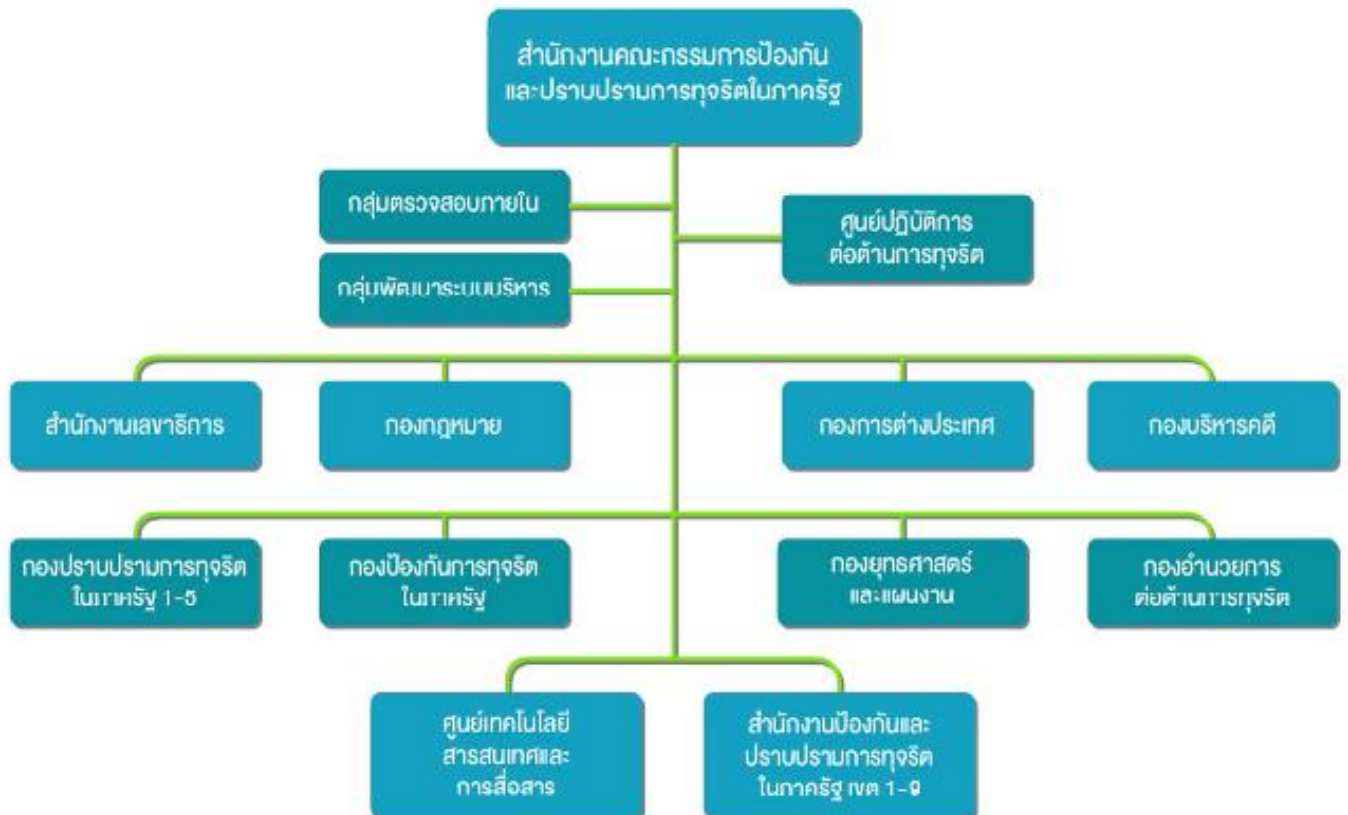 สำนักงานคณะกรรมการป้องกัน
และปราบปรามการทุจริตในภาครัฐ
กลุ่มตรวจสอบภายใน
ศูนย์ปฏิบัติการ
ต่อต้านการทุจริต
กลุ่มพัฒนาระบบบริหาร
สำนักงานเลขาธิการ
กองกฎหมาย
กองการต่างประเทศ
กองบริหารคดี
กองปราบปรามการทุจริต
ในภาครัฐ 1-5
กองป้องกันการทุจริต
ในภาครัฐ
กองยุทธศาสตร์
และแผนงาน
กองอำนวยการ
ต่อต้านการทุจริต
ศูนย์เทคโนโลยี
สารสนเทศและ
การสื่อสาร
สำนักงานป้องกันและ
ปราบปรามการทุจริต
ในภาครัฐ เขต 1-9